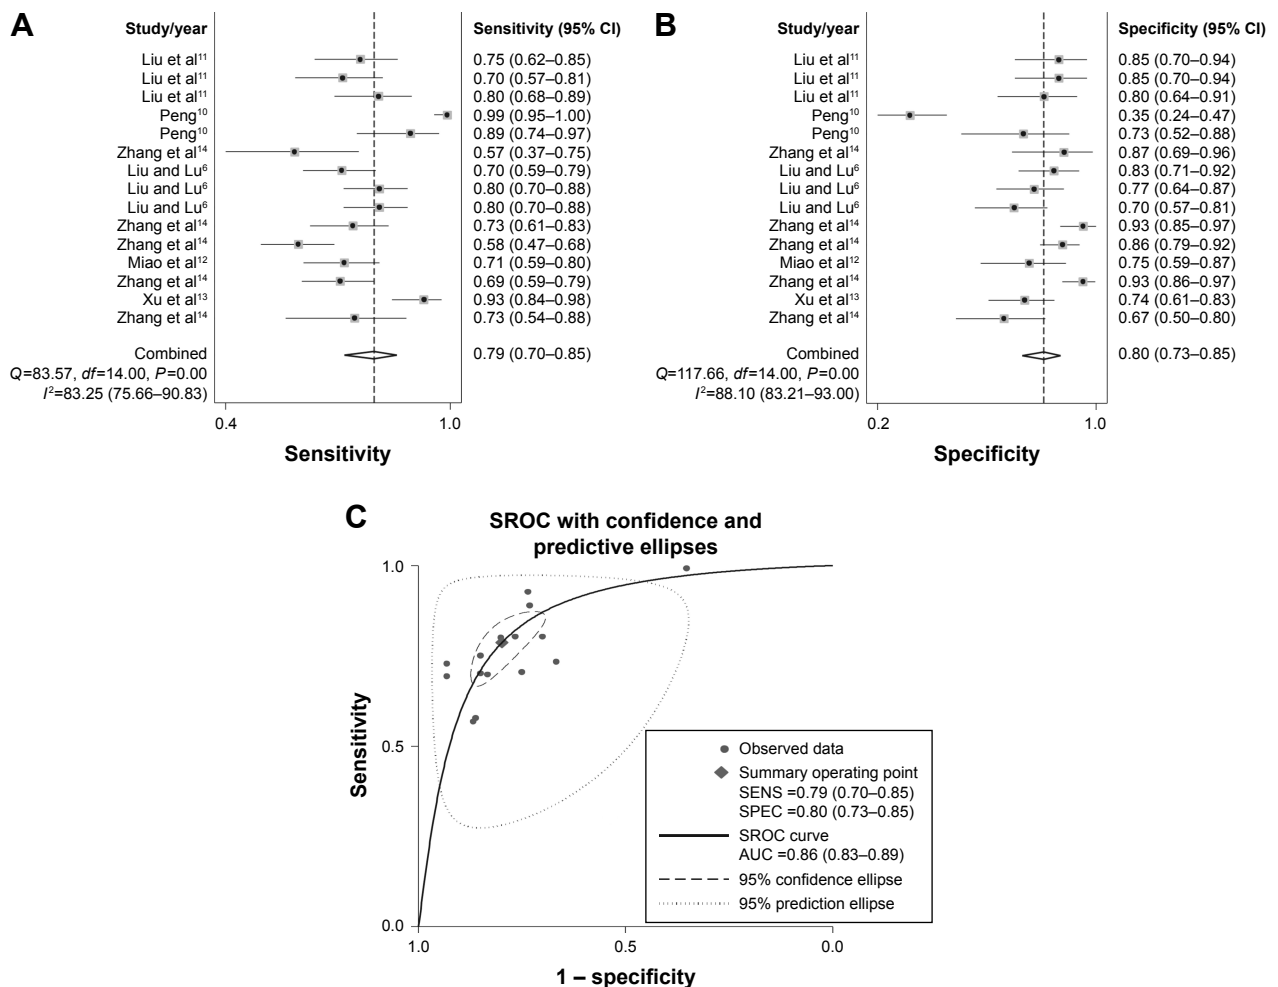 A
Study/year Sensitivity (95% CI)
Liu et al11 0.75 (0.62–0.85)
Liu et al11 0.70 (0.57–0.81)
Liu et al11 0.80 (0.68–0.89)
Peng10 0.99 (0.95–1.00)
Peng10 0.89 (0.74–0.97)
Zhang et al14 0.57 (0.37–0.75)
Liu and Lu6 0.70 (0.59–0.79)
Liu and Lu6 0.80 (0.70–0.88)
Liu and Lu6 0.80 (0.70–0.88)
Zhang et al14 0.73 (0.61–0.83)
Zhang et al14 0.58 (0.47–0.68)
Miao et al12 0.71 (0.59–0.80)
Zhang et al14 0.69 (0.59–0.79)
Xu et al13 0.93 (0.84–0.98)
Zhang et al14 0.73 (0.54–0.88)
Combined 0.79 (0.70–0.85)
Q=83.57, df=14.00, P=0.00
I2=83.25 (75.66–90.83)
0.4 1.0
Sensitivity
B
Study/year Specificity (95% CI)
Liu et al11 0.85 (0.70–0.94)
Liu et al11 0.85 (0.70–0.94)
Liu et al11 0.80 (0.64–0.91)
Peng10 0.35 (0.24–0.47)
Peng10 0.73 (0.52–0.88)
Zhang et al14 0.87 (0.69–0.96)
Liu and Lu6 0.83 (0.71–0.92)
Liu and Lu6 0.77 (0.64–0.87)
Liu and Lu6 0.70 (0.57–0.81)
Zhang et al14 0.93 (0.85–0.97)
Zhang et al14 0.86 (0.79–0.92)
Miao et al12 0.75 (0.59–0.87)
Zhang et al14 0.93 (0.86–0.97)
Xu et al13 0.74 (0.61–0.83)
Zhang et al14 0.67 (0.50–0.80)
Combined 0.80 (0.73–0.85)
Q=117.66, df=14.00, P=0.00
I2=88.10 (83.21–93.00)
0.2 1.0
Specificity
C
SROC with confidence and
predictive ellipses
1.0
0.5
0.0
Sensitivity
Observed data
Summary operating point
SENS =0.79 (0.70–0.85)
SPEC =0.80 (0.73–0.85)
SROC curve
AUC =0.86 (0.83–0.89)
95% confidence ellipse
95% prediction ellipse
1.0 0.5 0.0
1 – specificity